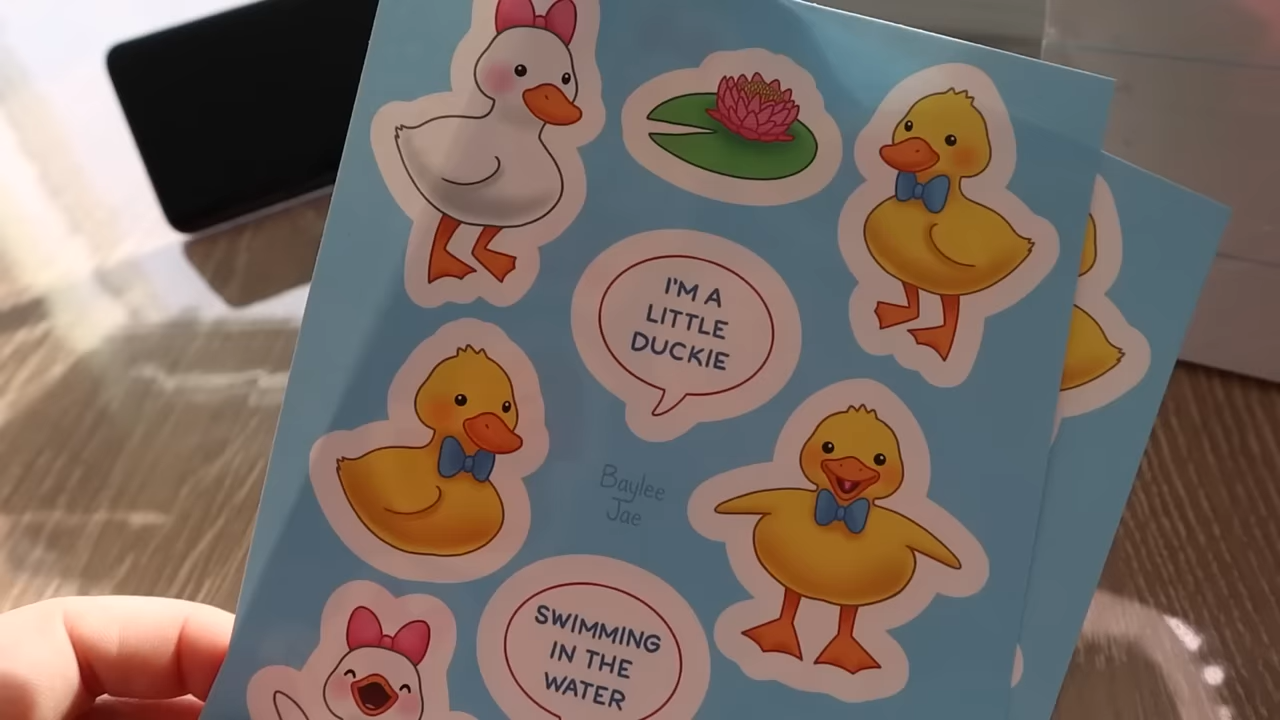 I'M A
LITTLE
DUCKIE
Baylee
Jae
SWIMMING
IN THE
WATER